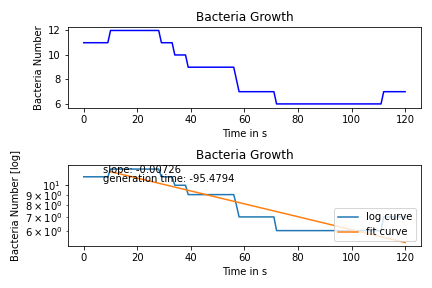 Bacteria Growth
12
10
8
6
Bacteria Number
0 20 40 60 80 100 120
Time in s
Bacteria Growth
slope: -0.00726
generation time: -95.4794
10¹
9 × 10⁰
8 × 10⁰
7 × 10⁰
6 × 10⁰
Bacteria Number [log]
log curve
fit curve
0 20 40 60 80 100 120
Time in s